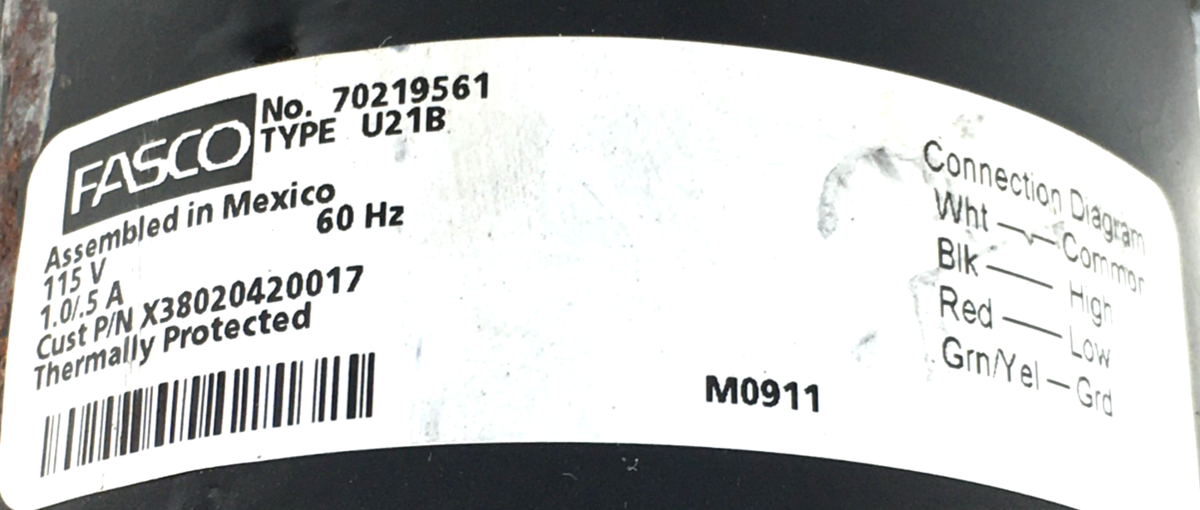 FASCO
No. 70219561
TYPE U21B
Assembled in Mexico
60 Hz
115 V
1.0/.5 A
Cust P/N X38020420017
Thermally Protected
M0911
Connection Diagram
Wht — Common
Blk — High
Red — Low
Grn/Yel — Grd